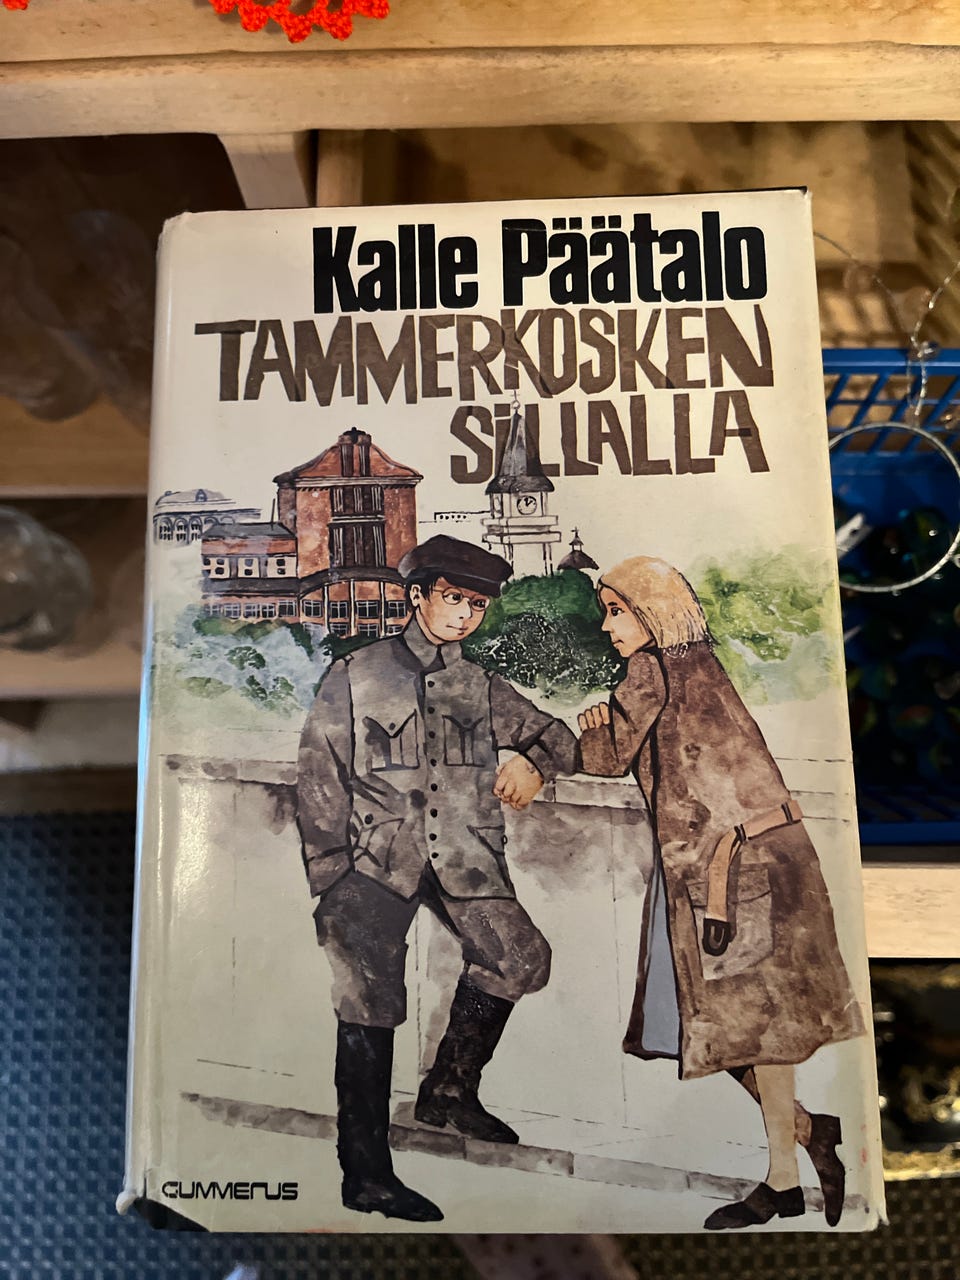 Kalle Päätalo
TAMMERKOSKEN
SiLLALLA
GUMMERUS